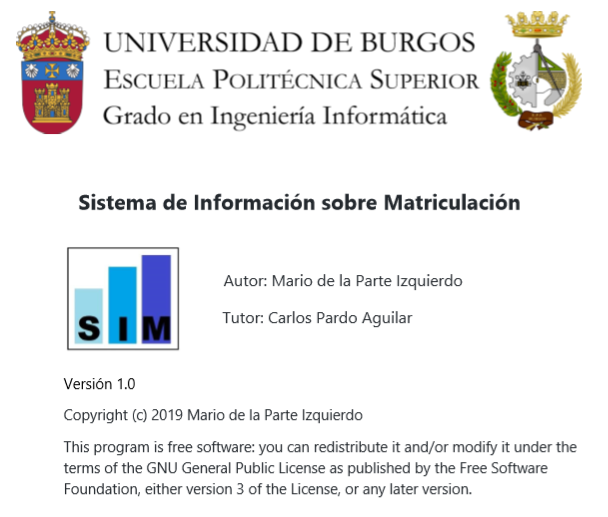 UNIVERSIDAD DE BURGOS
ESCUELA POLITÉCNICA SUPERIOR
Grado en Ingeniería Informática
Sistema de Información sobre Matriculación
SIM
Autor: Mario de la Parte Izquierdo
Tutor: Carlos Pardo Aguilar
Versión 1.0
Copyright (c) 2019 Mario de la Parte Izquierdo
This program is free software: you can redistribute it and/or modify it under the
terms of the GNU General Public License as published by the Free Software
Foundation, either version 3 of the License, or any later version.